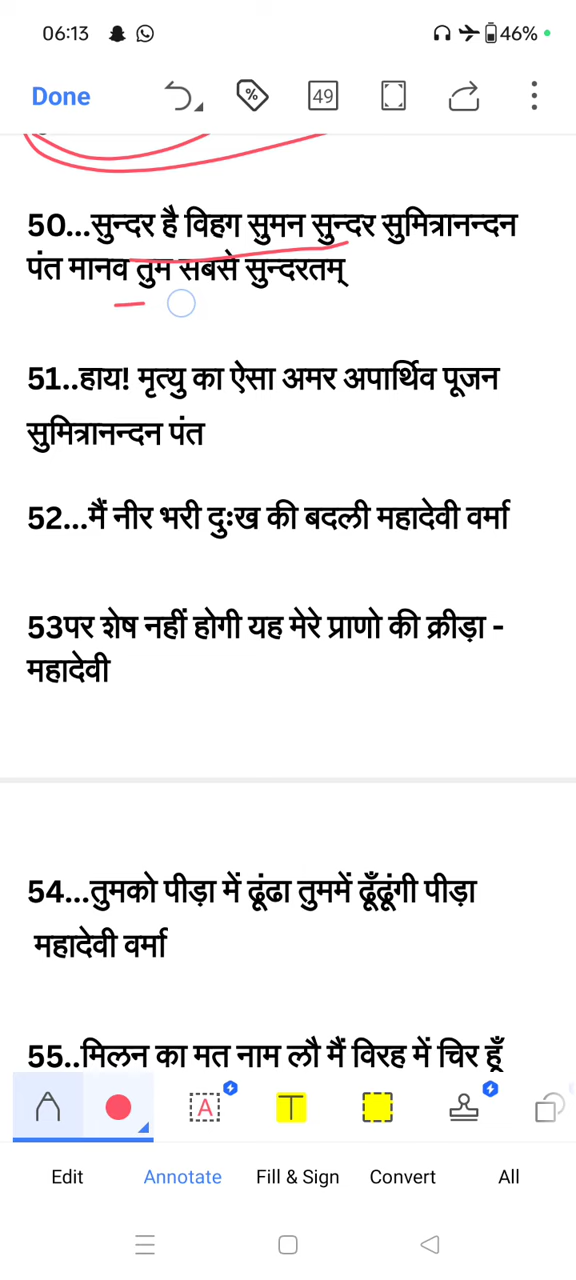 06:13 46%
Done % 49
50...सुन्दर है विहग सुमन सुन्दर सुमित्रानन्दन
पंत मानव तुम सबसे सुन्दरतम्
51..हाय! मृत्यु का ऐसा अमर अपार्थिव पूजन
सुमित्रानन्दन पंत
52...मैं नीर भरी दुःख की बदली महादेवी वर्मा
53पर शेष नहीं होगी यह मेरे प्राणो की क्रीड़ा -
महादेवी
54...तुमको पीड़ा में ढूंढा तुममें ढूँढूंगी पीड़ा
महादेवी वर्मा
55..मिलन का मत नाम लौ मैं विरह में चिर हूँ
A T
Edit Annotate Fill & Sign Convert All